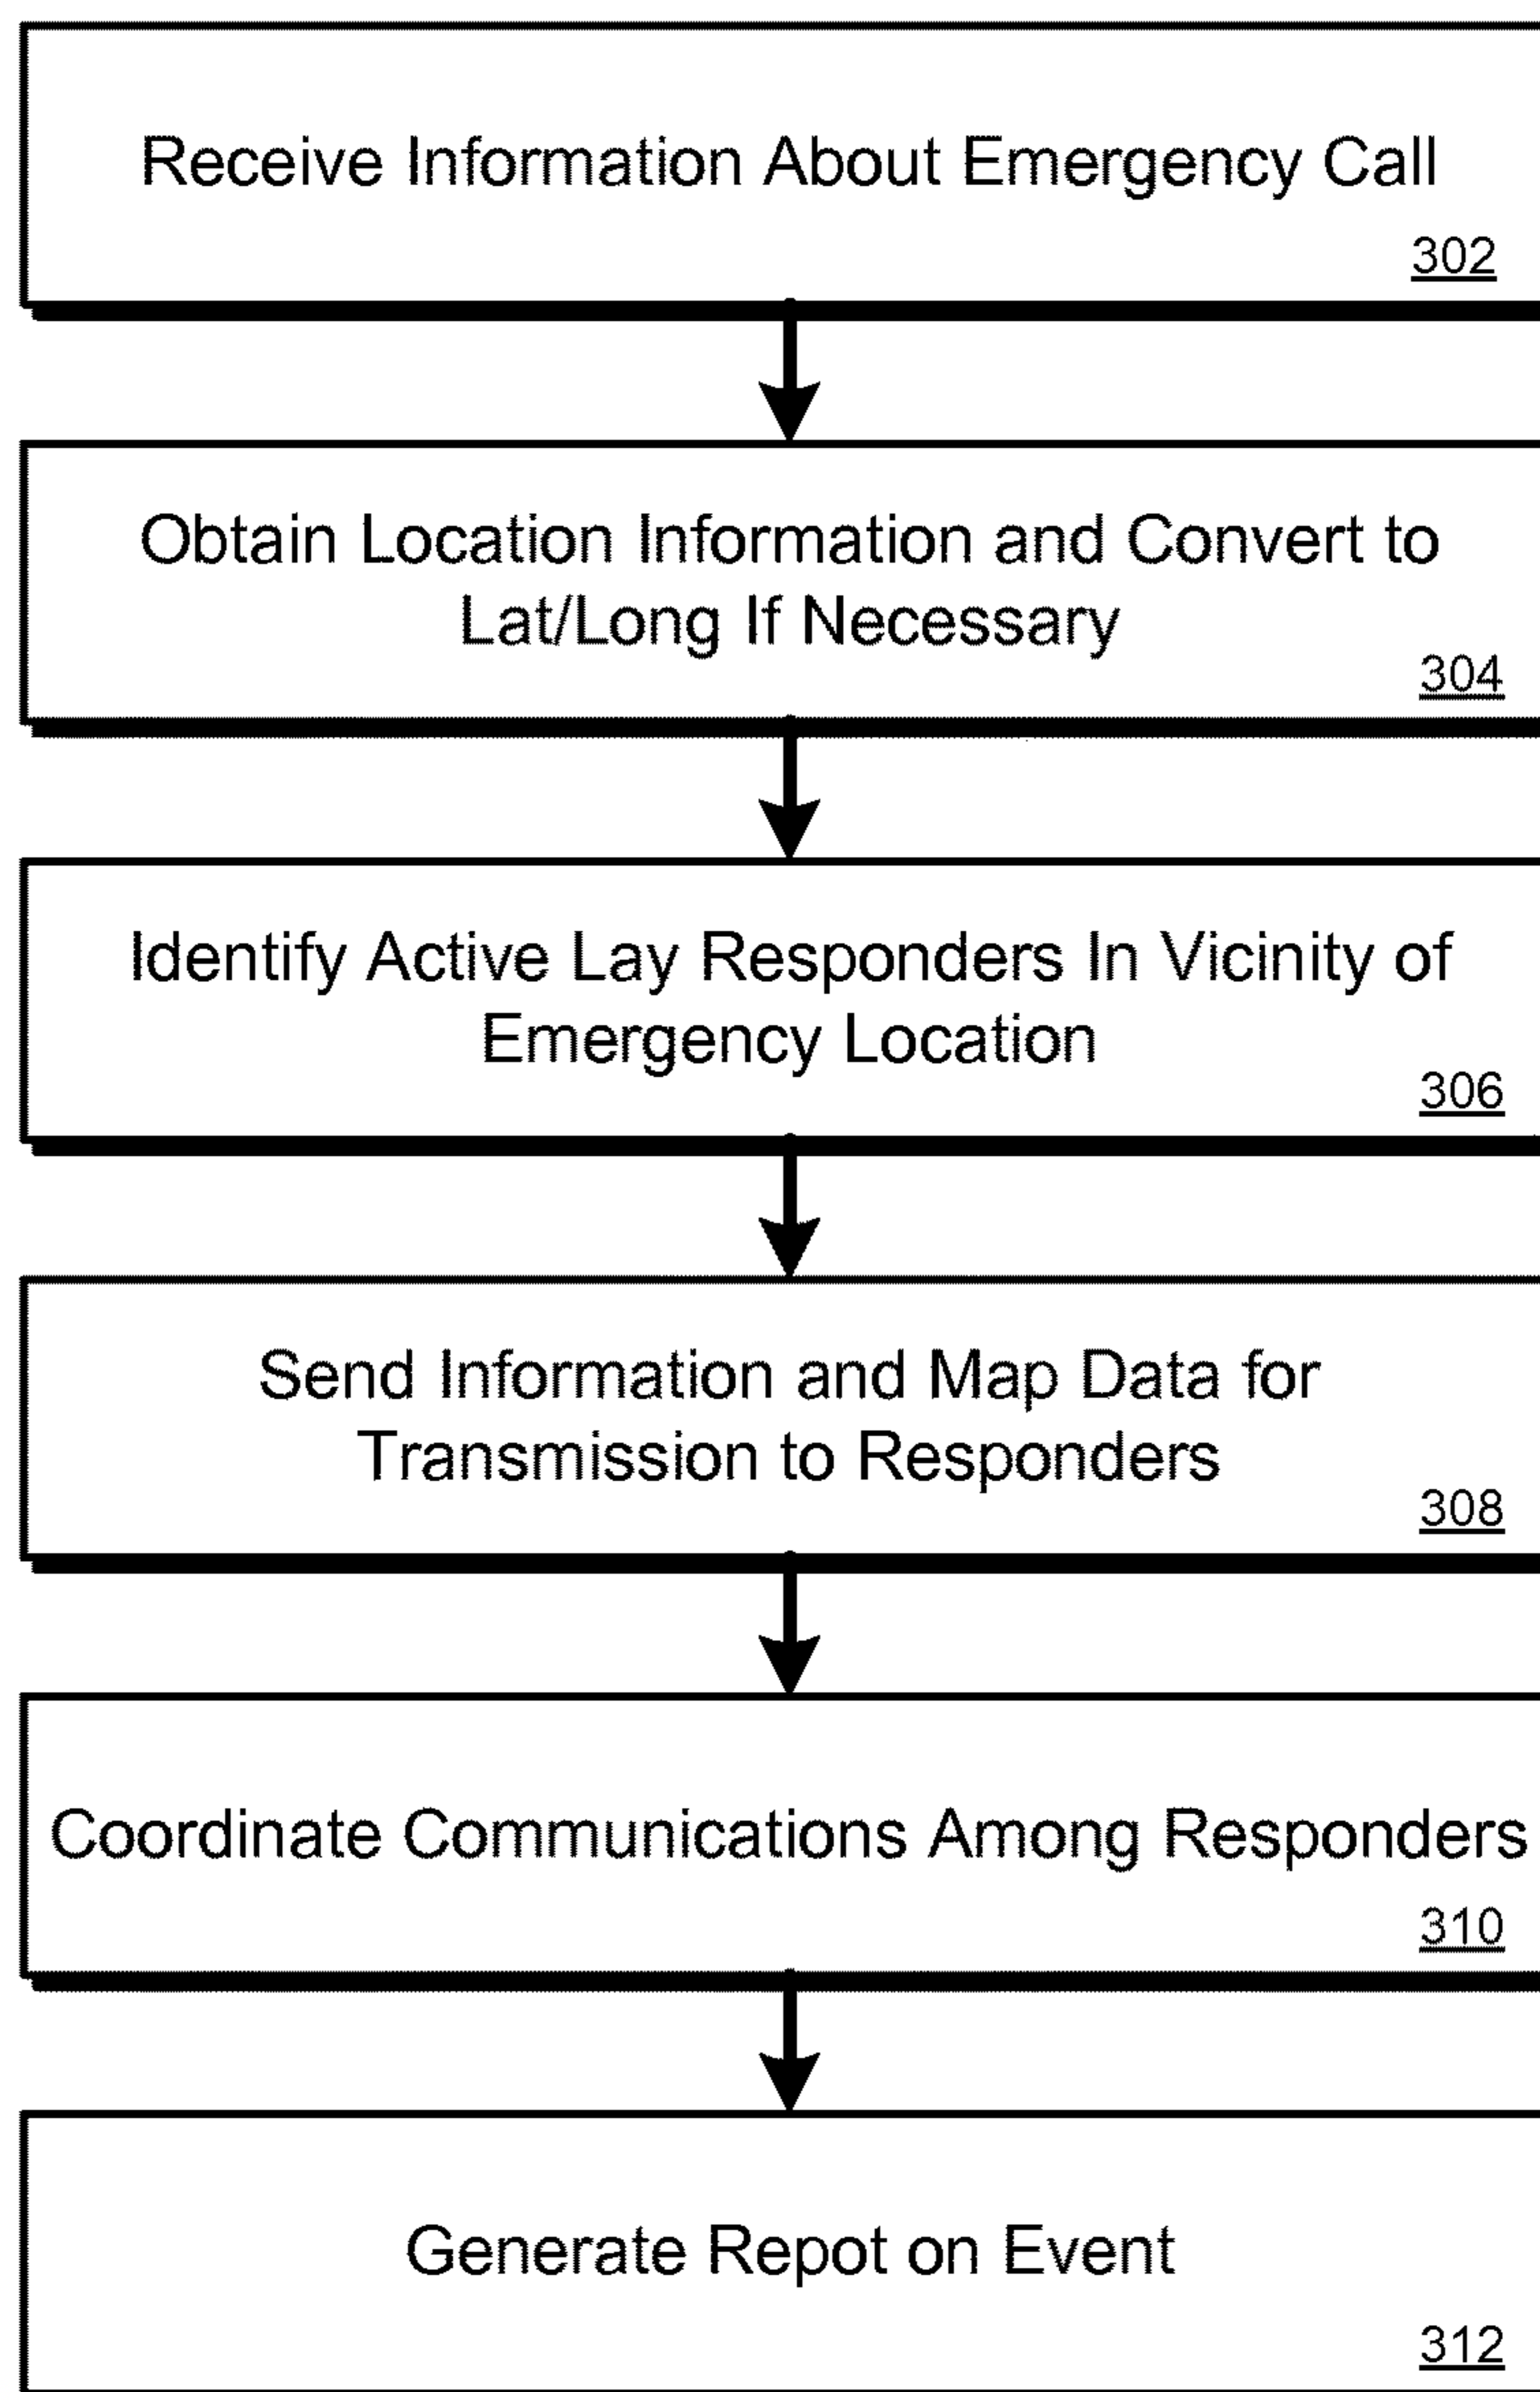 Receive Information About Emergency Call
302
Obtain Location Information and Convert to
Lat/Long If Necessary
304
Identify Active Lay Responders In Vicinity of
Emergency Location
306
Send Information and Map Data for
Transmission to Responders
308
Coordinate Communications Among Responders
310
Generate Repot on Event
312